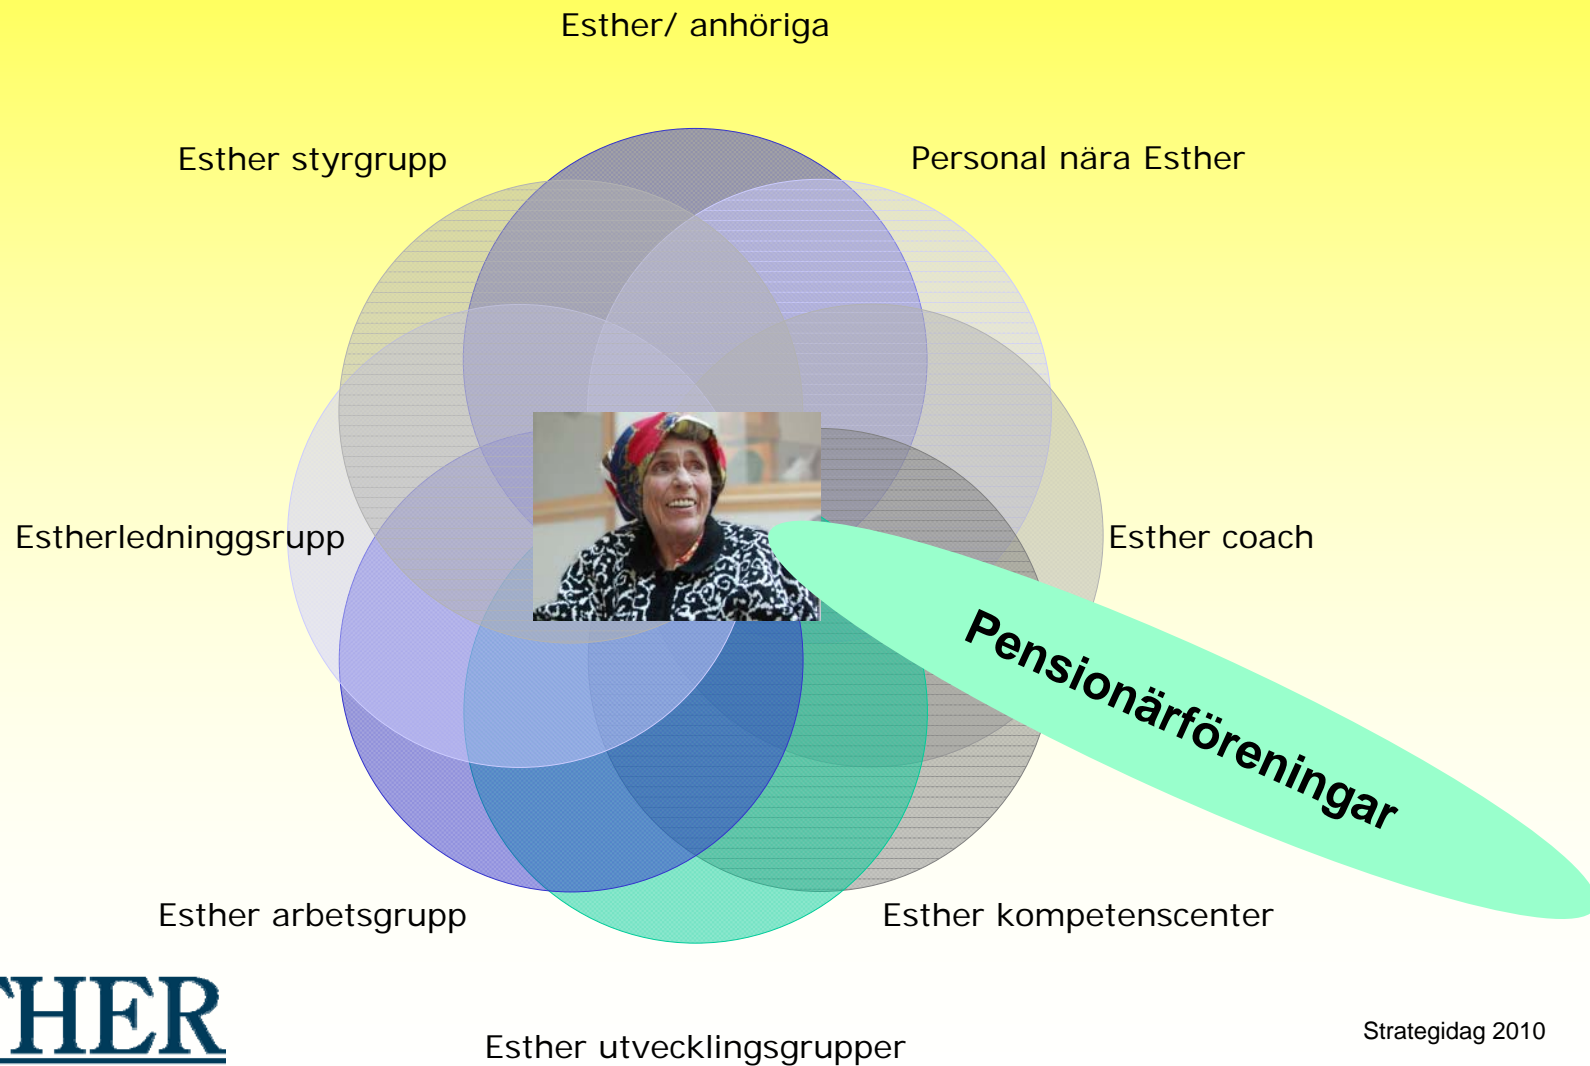 Esther/ anhöriga
Esther styrgrupp
Personal nära Esther
Estherledninggsrupp
Esther coach
Pensionärföreningar
Esther arbetsgrupp
Esther kompetenscenter
THER
Esther utvecklingsgrupper
Strategidag 2010